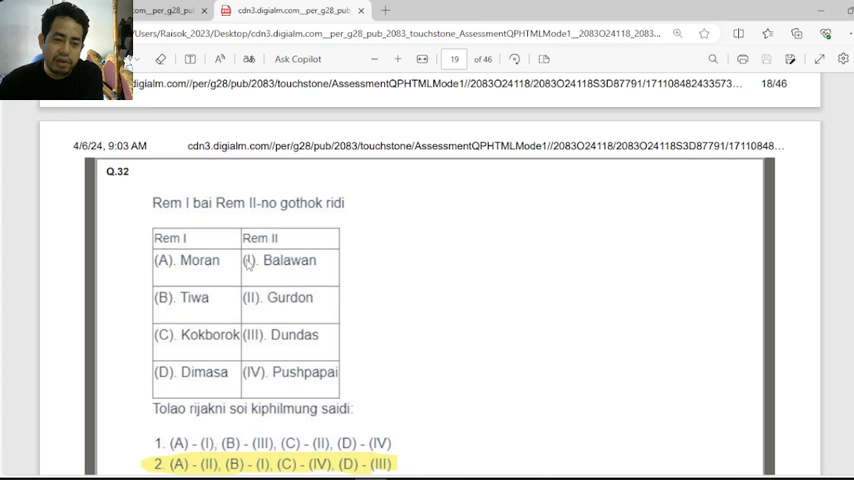 com__per_g28_pub_
cdn3.digialm.com__per_g28_pub_
/Users/Raisok_2023/Desktop/cdn3.digialm.com__per_g28_pub_2083_touchstone_AssessmentQPHTMLMode1__2083O24118_2083...
Ask Copilot
19 of 46
digialm.com//per/g28/pub/2083/touchstone/AssessmentQPHTMLMode1//2083O24118/2083O24118S3D87791/171108482433573...
18/46
4/6/24, 9:03 AM
cdn3.digialm.com//per/g28/pub/2083/touchstone/AssessmentQPHTMLMode1//2083O24118/2083O24118S3D87791/17110848...
Q.32
Rem I bai Rem II-no gothok ridi
Rem I Rem II
(A). Moran (I). Balawan
(B). Tiwa (II). Gurdon
(C). Kokborok (III). Dundas
(D). Dimasa (IV). Pushpapai
Tolao rijakni soi kiphilmung saidi:
1. (A) - (I), (B) - (III), (C) - (II), (D) - (IV)
2. (A) - (II), (B) - (I), (C) - (IV), (D) - (III)